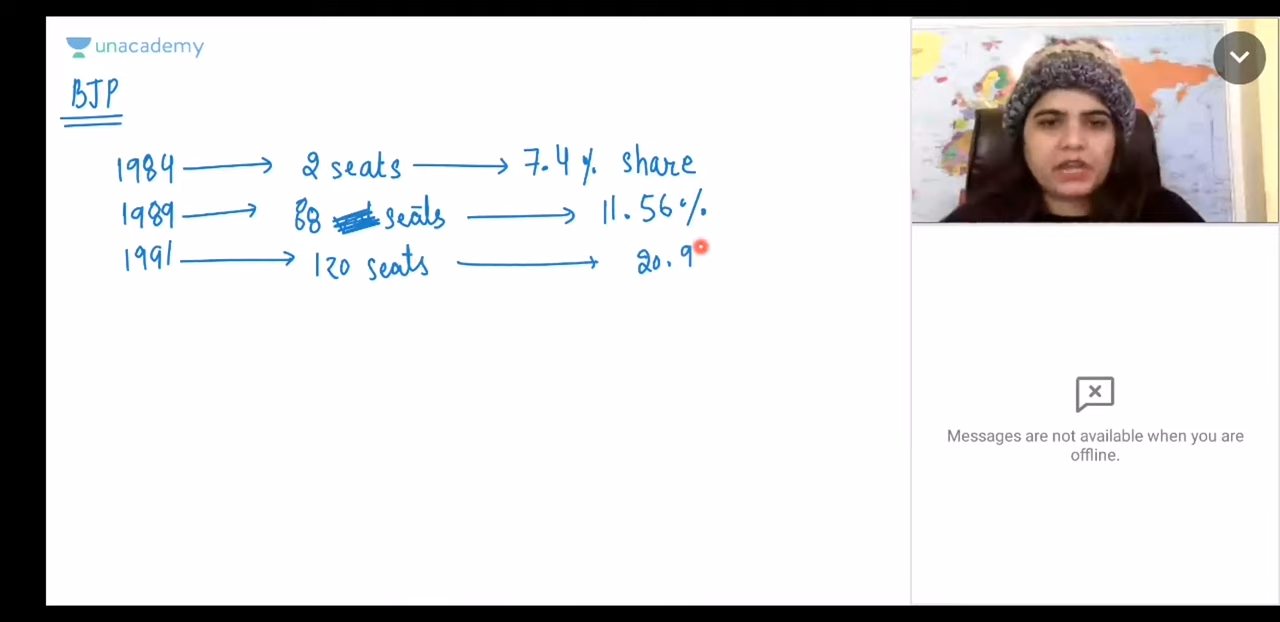 unacademy
BJP
1984 → 2 seats → 7.4% share
1989 → 88 seats → 11.56%
1991 → 120 seats → 20.9
Messages are not available when you are
offline.